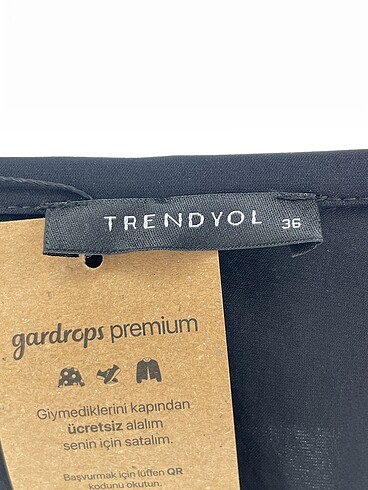 TRENDYOL 36
gardrops premium
Giymediklerini kapından
ücretsiz alalım
senin için satalım.
Başvurmak için lütfen QR
kodunu okutun.